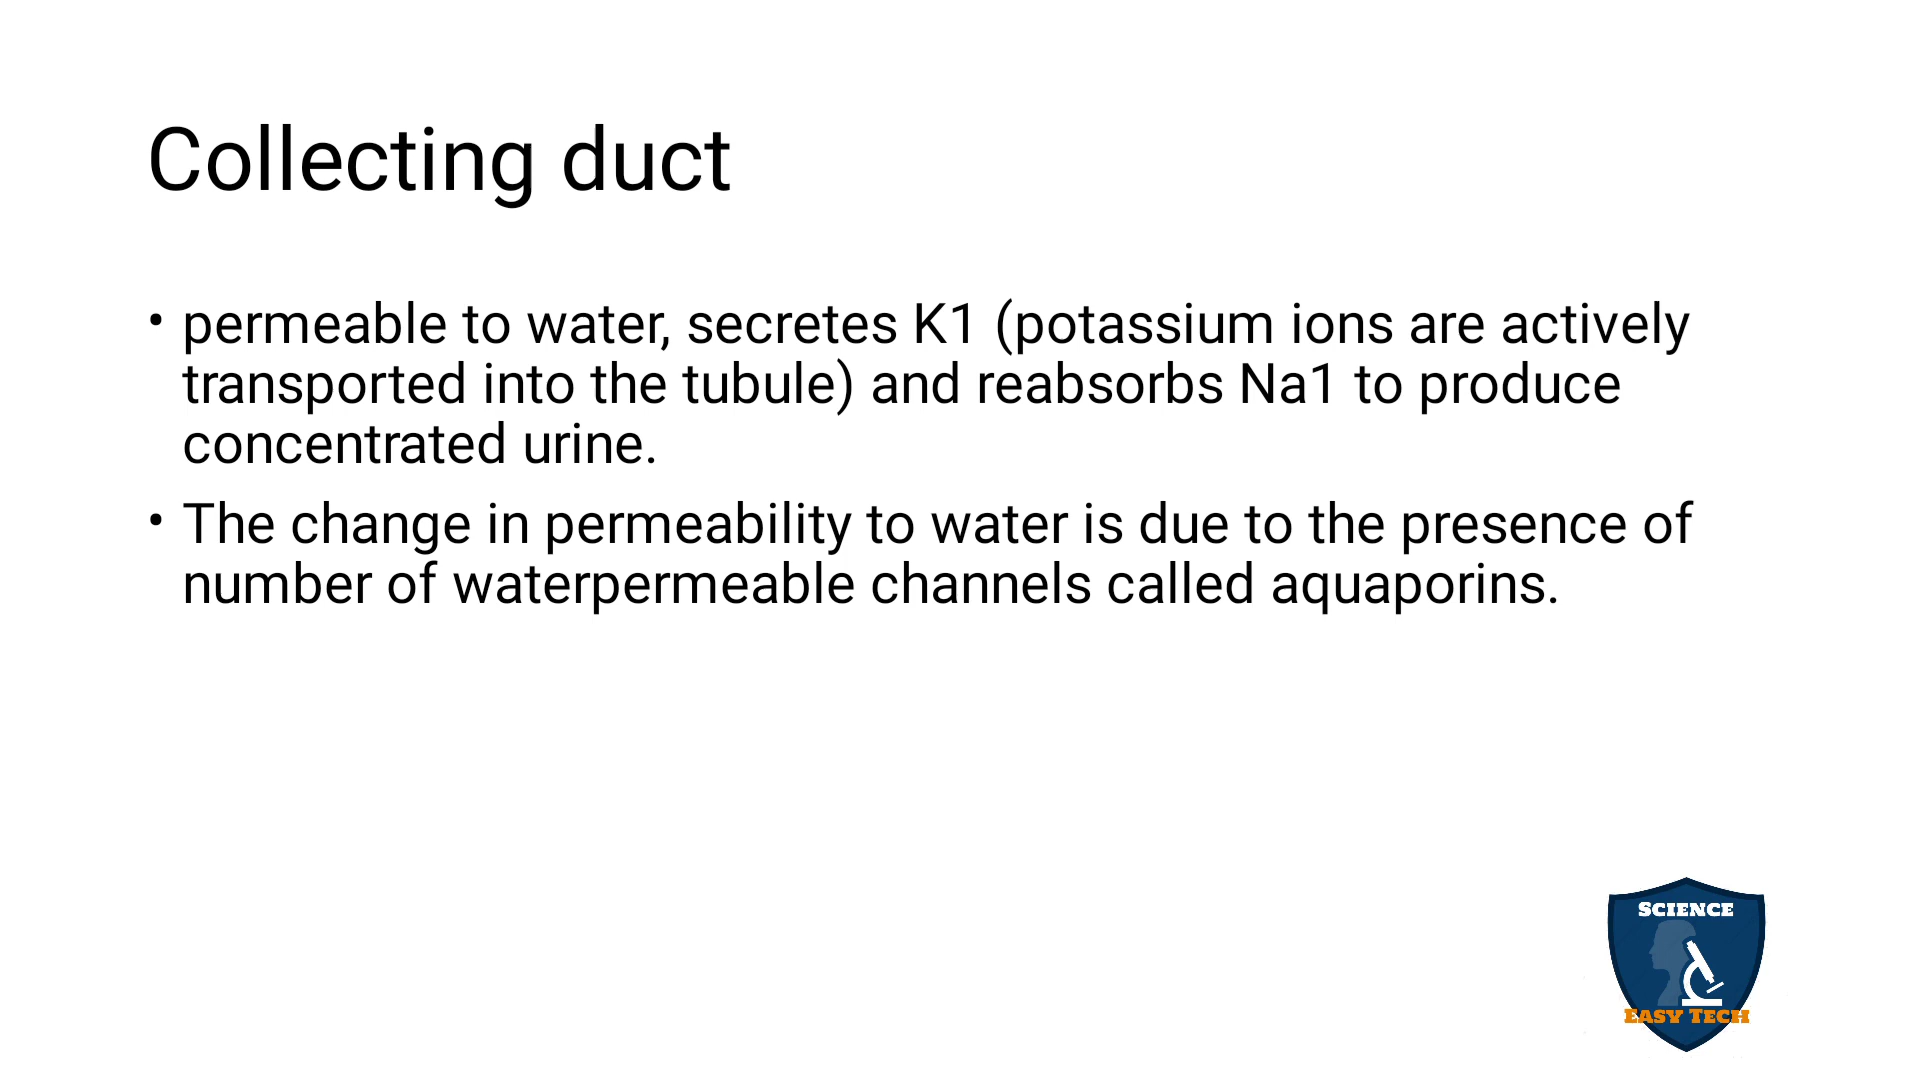 Collecting duct
• permeable to water, secretes K1 (potassium ions are actively
transported into the tubule) and reabsorbs Na1 to produce
concentrated urine.
• The change in permeability to water is due to the presence of
number of waterpermeable channels called aquaporins.
SCIENCE
EASY TECH